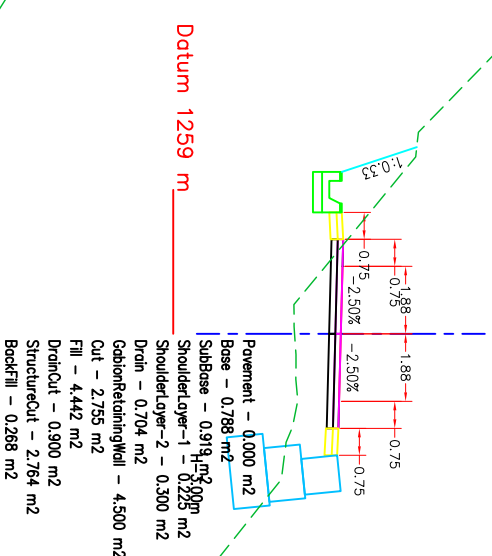 Datum 1259 m
1:0.33
0.75
0.75
1.88
-2.50%
-2.50%
1.88
0.75
0.75
H=3.00m
Pavement - 0.000 m2
Base - 0.788 m2
SubBase - 0.919 m2
ShoulderLayer-1 - 0.225 m2
ShoulderLayer-2 - 0.300 m2
Drain - 0.704 m2
GabionRetainingWall - 4.500 m2
Cut - 2.755 m2
Fill - 4.442 m2
DrainCut - 0.900 m2
StructureCut - 2.764 m2
BackFill - 0.268 m2